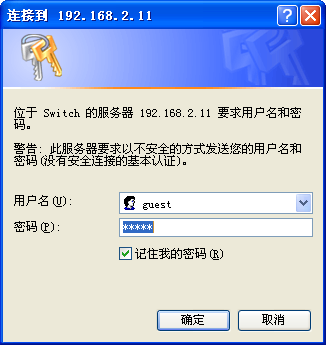 连接到 192.168.2.11
位于 Switch 的服务器 192.168.2.11 要求用户名和密
码。
警告: 此服务器要求以不安全的方式发送您的用户名和
密码(没有安全连接的基本认证)。
用户名(U):
guest
密码(P):
*****
记住我的密码(R)
确定
取消